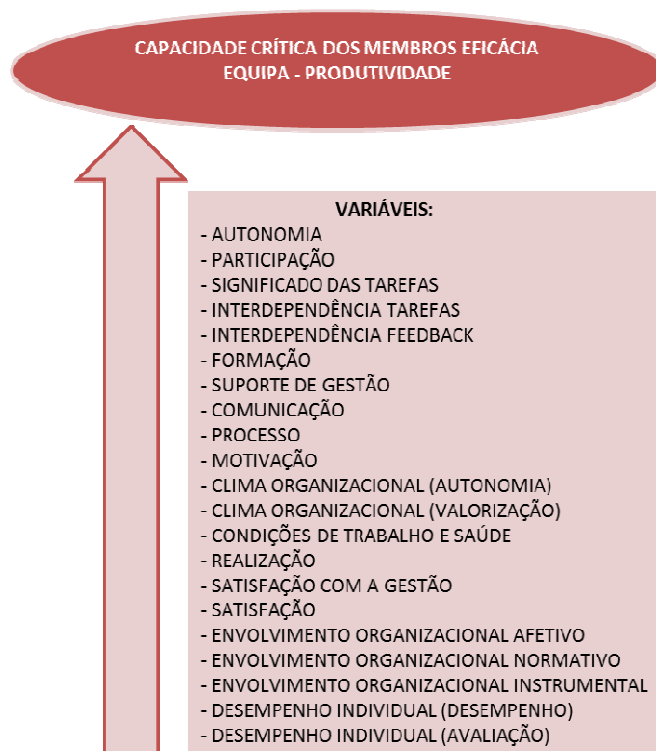 CAPACIDADE CRÍTICA DOS MEMBROS EFICÁCIA
EQUIPA - PRODUTIVIDADE
VARIÁVEIS:
- AUTONOMIA
- PARTICIPAÇÃO
- SIGNIFICADO DAS TAREFAS
- INTERDEPENDÊNCIA TAREFAS
- INTERDEPENDÊNCIA FEEDBACK
- FORMAÇÃO
- SUPORTE DE GESTÃO
- COMUNICAÇÃO
- PROCESSO
- MOTIVAÇÃO
- CLIMA ORGANIZACIONAL (AUTONOMIA)
- CLIMA ORGANIZACIONAL (VALORIZAÇÃO)
- CONDIÇÕES DE TRABALHO E SAÚDE
- REALIZAÇÃO
- SATISFAÇÃO COM A GESTÃO
- SATISFAÇÃO
- ENVOLVIMENTO ORGANIZACIONAL AFETIVO
- ENVOLVIMENTO ORGANIZACIONAL NORMATIVO
- ENVOLVIMENTO ORGANIZACIONAL INSTRUMENTAL
- DESEMPENHO INDIVIDUAL (DESEMPENHO)
- DESEMPENHO INDIVIDUAL (AVALIAÇÃO)